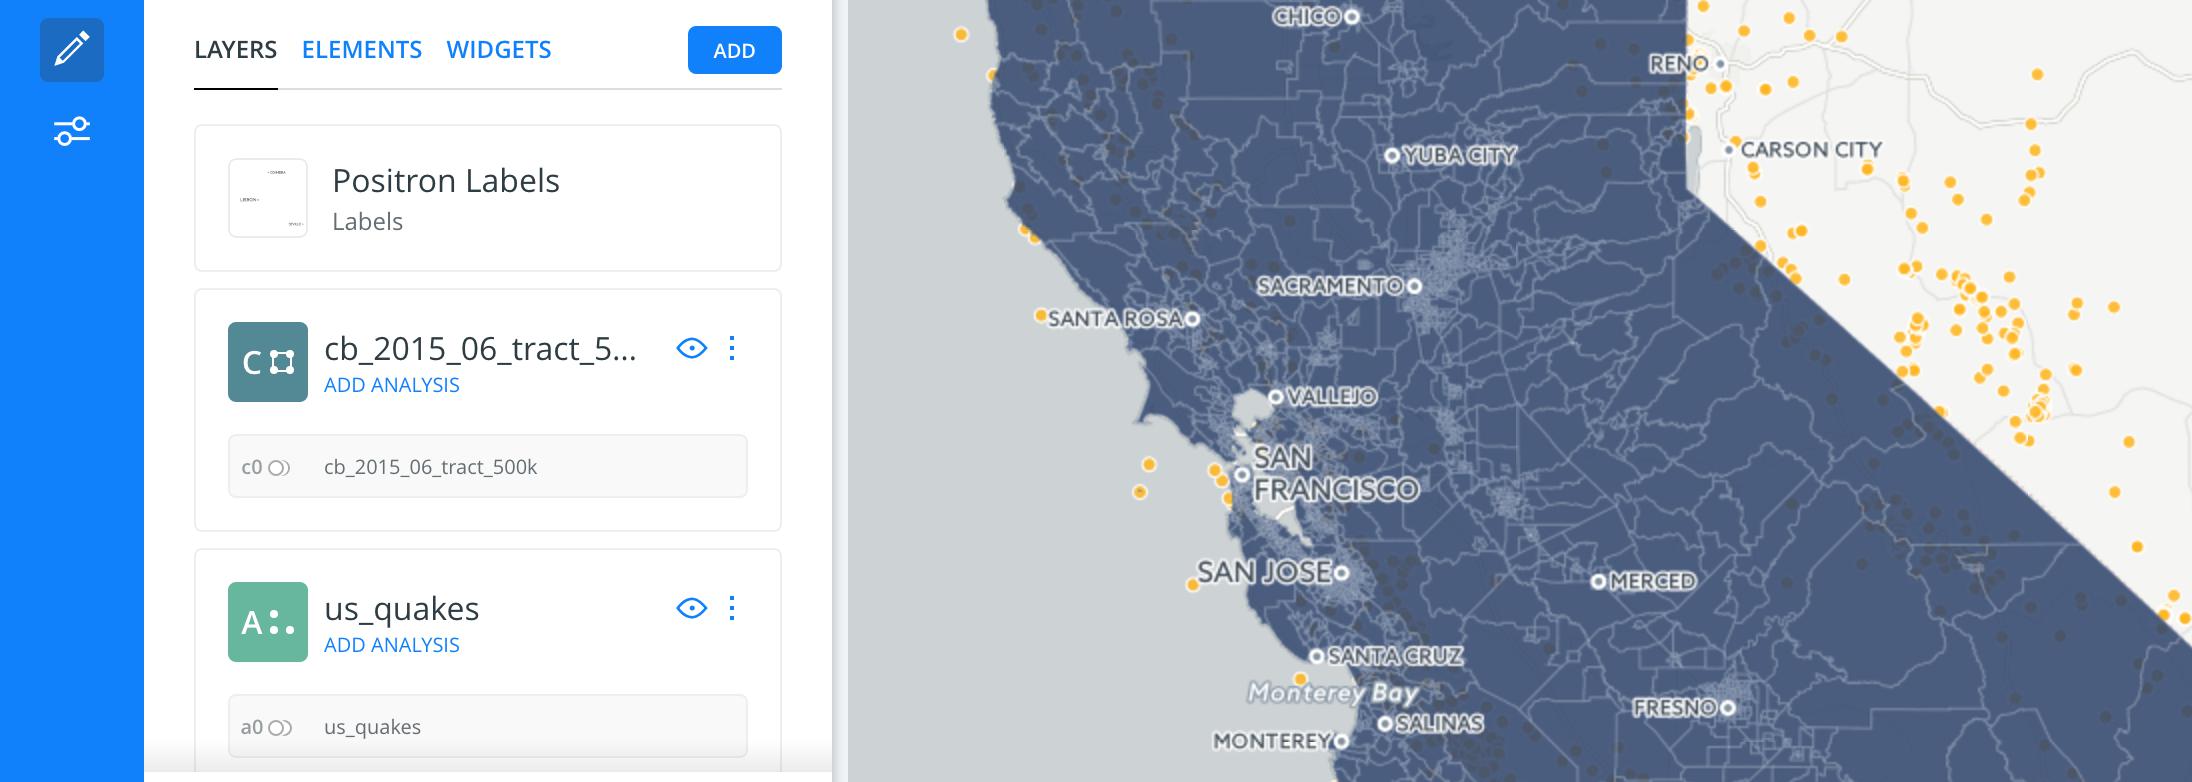 LAYERS ELEMENTS WIDGETS ADD
Positron Labels
Labels
C cb_2015_06_tract_5...
ADD ANALYSIS
c0 cb_2015_06_tract_500k
A us_quakes
ADD ANALYSIS
a0 us_quakes
CHICO
RENO
YUBA CITY
CARSON CITY
SACRAMENTO
SANTA ROSA
VALLEJO
SAN
FRANCISCO
SAN JOSE
MERCED
SANTA CRUZ
Monterey Bay
FRESNO
SALINAS
MONTEREY